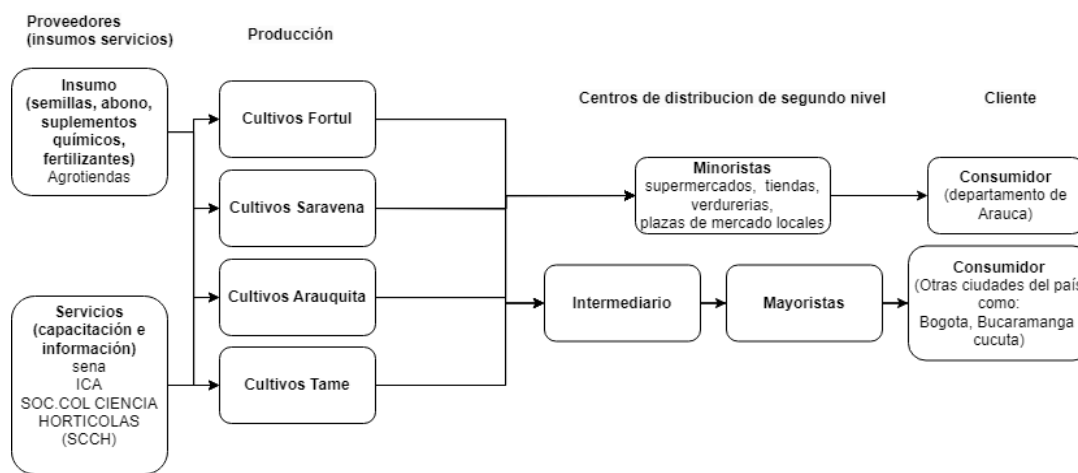 Proveedores
(insumos servicios)
Producción
Centros de distribucion de segundo nivel
Cliente
Insumo
(semillas, abono,
suplementos
químicos,
fertilizantes)
Agrotiendas
Servicios
(capacitación e
información)
sena
ICA
SOC.COL CIENCIA
HORTICOLAS
(SCCH)
Cultivos Fortul
Cultivos Saravena
Cultivos Arauquita
Cultivos Tame
Minoristas
supermercados, tiendas,
verdurerias,
plazas de mercado locales
Intermediario
Mayoristas
Consumidor
(departamento de
Arauca)
Consumidor
(Otras ciudades del país
como:
Bogota, Bucaramanga
cucuta)